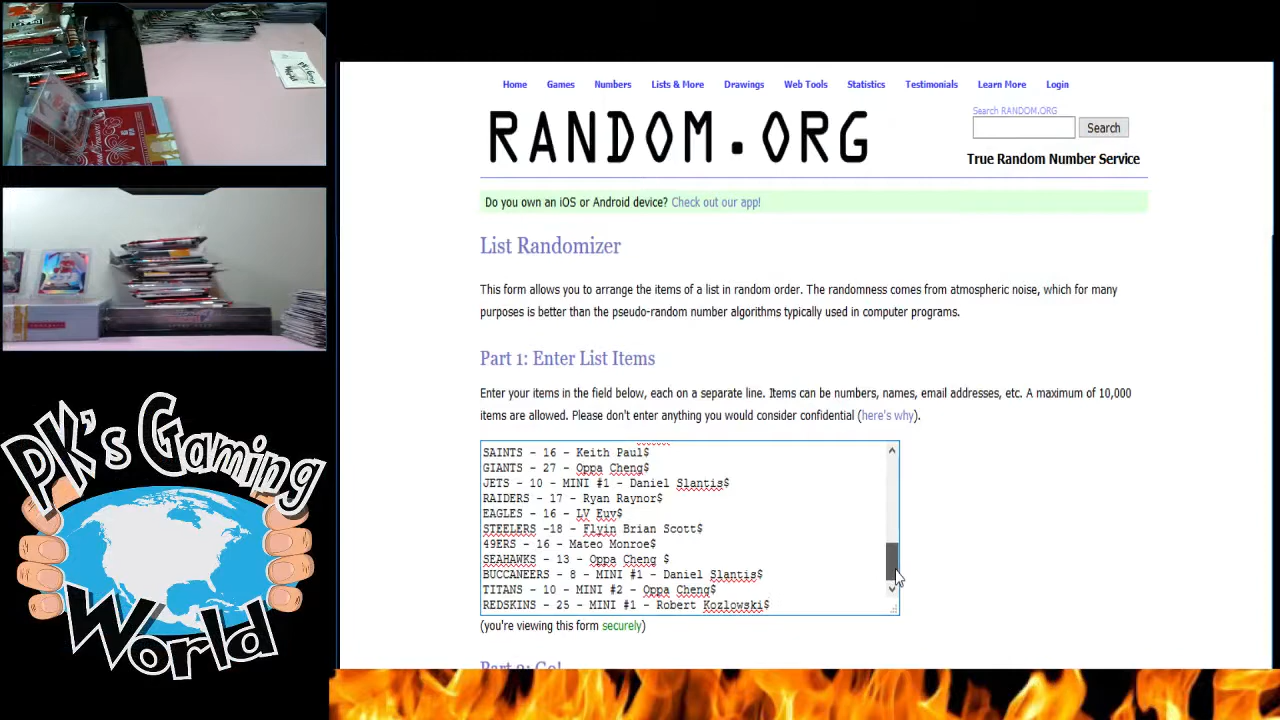 Home Games Numbers Lists & More Drawings Web Tools Statistics Testimonials Learn More Login
RANDOM.ORG
Search RANDOM.ORG
Search
True Random Number Service
Do you own an iOS or Android device? Check out our app!
List Randomizer
This form allows you to arrange the items of a list in random order. The randomness comes from atmospheric noise, which for many
purposes is better than the pseudo-random number algorithms typically used in computer programs.
Part 1: Enter List Items
Enter your items in the field below, each on a separate line. Items can be numbers, names, email addresses, etc. A maximum of 10,000
items are allowed. Please don't enter anything you would consider confidential (here's why).
SAINTS - 16 - Keith Paul$
GIANTS - 27 - Oppa Cheng$
JETS - 10 - MINI #1 - Daniel Slantis$
RAIDERS - 17 - Ryan Raynor$
EAGLES - 16 - LV Euv$
STEELERS -18 - Flyin Brian Scott$
49ERS - 16 - Mateo Monroe$
SEAHAWKS - 13 - Oppa Cheng $
BUCCANEERS - 8 - MINI #1 - Daniel Slantis$
TITANS - 10 - MINI #2 - Oppa Cheng$
REDSKINS - 25 - MINI #1 - Robert Kozlowski$
(you're viewing this form securely)
Part 2: Go!
PK's Gaming
World